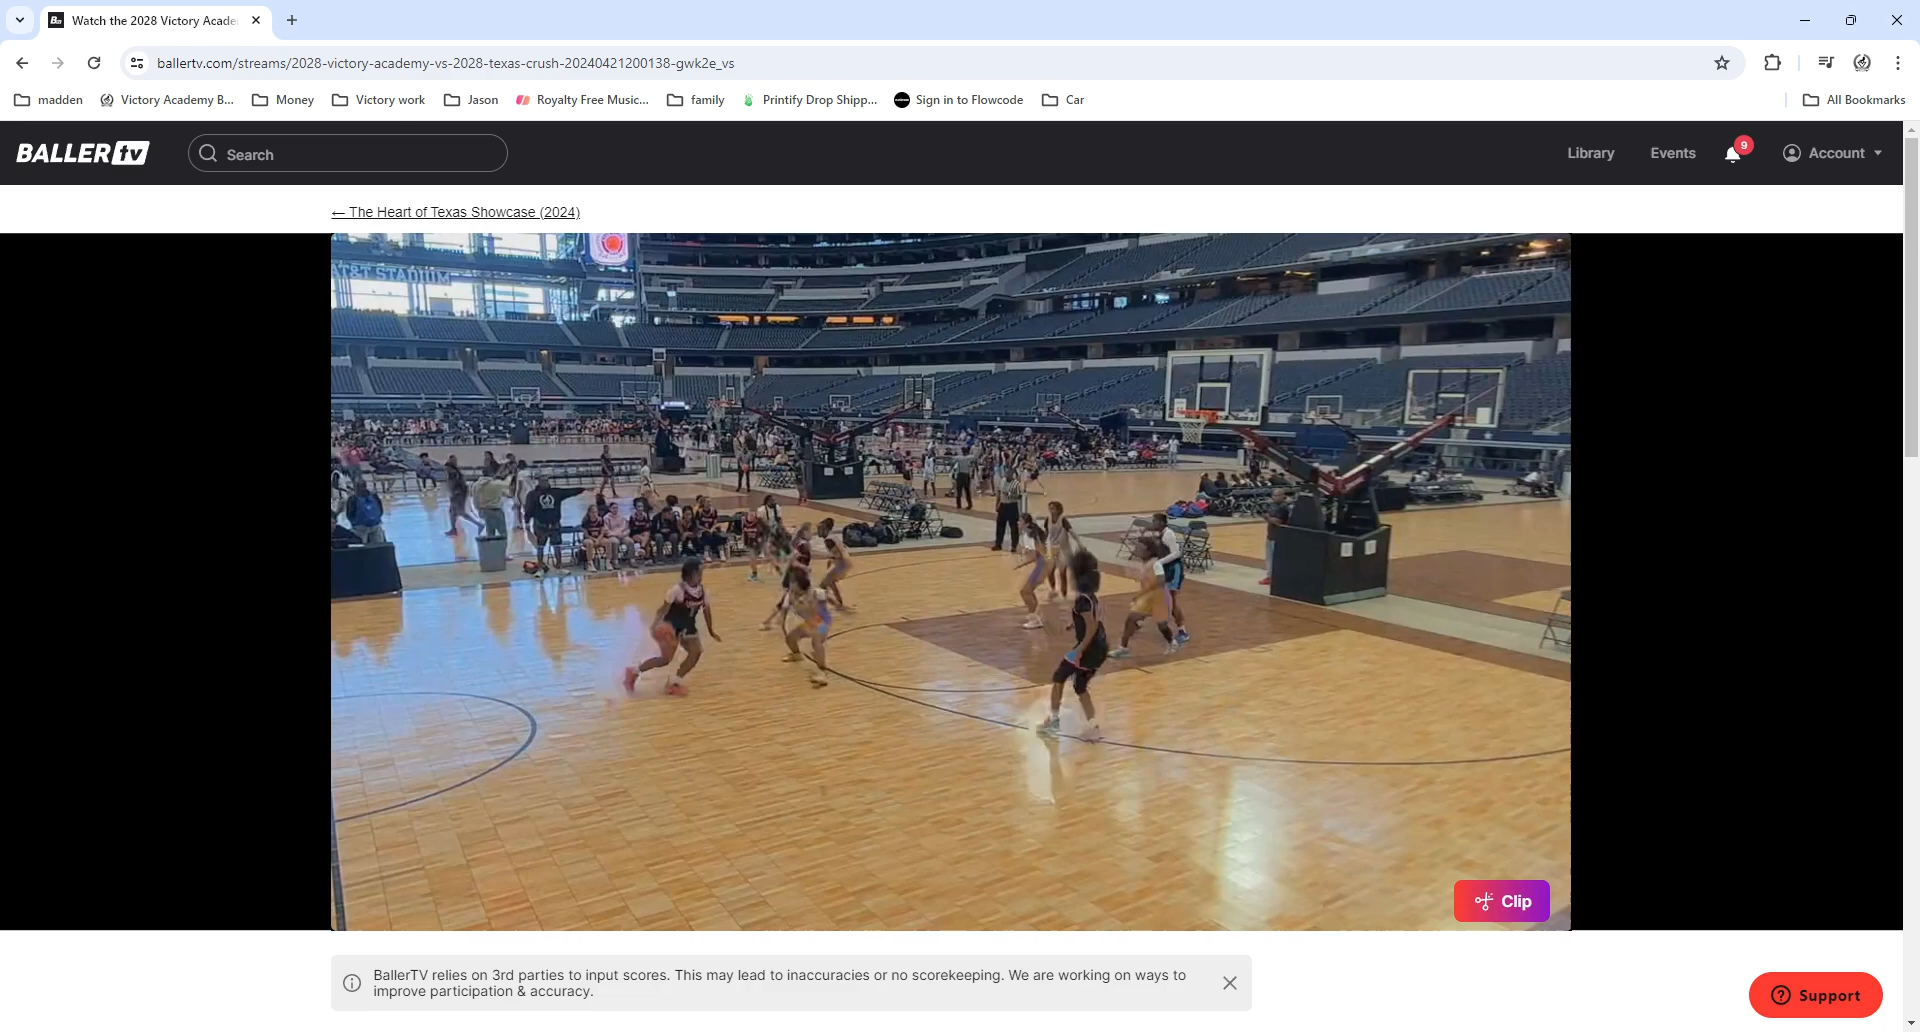 Watch the 2028 Victory Acade
ballertv.com/streams/2028-victory-academy-vs-2028-texas-crush-20240421200138-gwk2e_vs
madden
Victory Academy B...
Money
Victory work
Jason
Royalty Free Music...
family
Printify Drop Shipp...
Sign in to Flowcode
Car
All Bookmarks
BALLER tv
Search
Library
Events
9
Account
← The Heart of Texas Showcase (2024)
AT&T STADIUM
Clip
BallerTV relies on 3rd parties to input scores. This may lead to inaccuracies or no scorekeeping. We are working on ways to
improve participation & accuracy.
Support